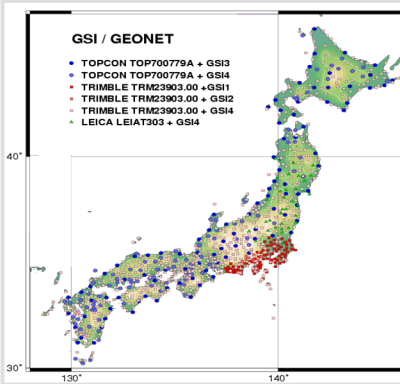 GSI / GEONET
TOPCON TOP700779A + GSI3
TOPCON TOP700779A + GSI4
TRIMBLE TRM23903.00 +GSI1
TRIMBLE TRM23903.00 + GSI2
TRIMBLE TRM23903.00 + GSI4
LEICA LEIAT303 + GSI4
40°
30°
130°
140°